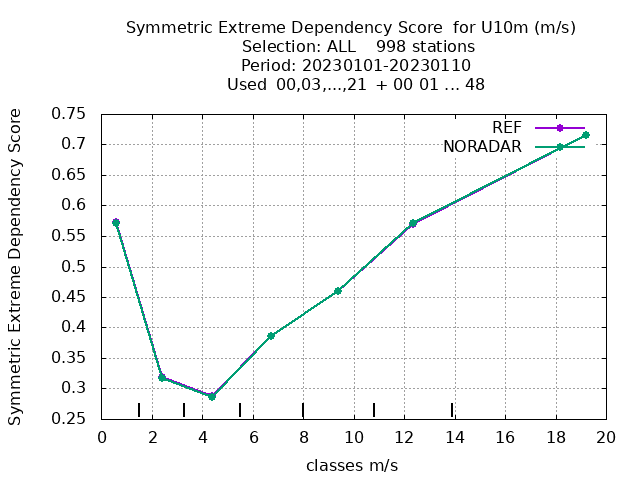 Symmetric Extreme Dependency Score  for U10m (m/s)
Selection: ALL    998 stations
Period: 20230101-20230110
Used  00,03,...,21  + 00 01 ... 48
Symmetric Extreme Dependency Score
0.75
0.7
0.65
0.6
0.55
0.5
0.45
0.4
0.35
0.3
0.25
REF
NORADAR
0 2 4 6 8 10 12 14 16 18 20
classes m/s